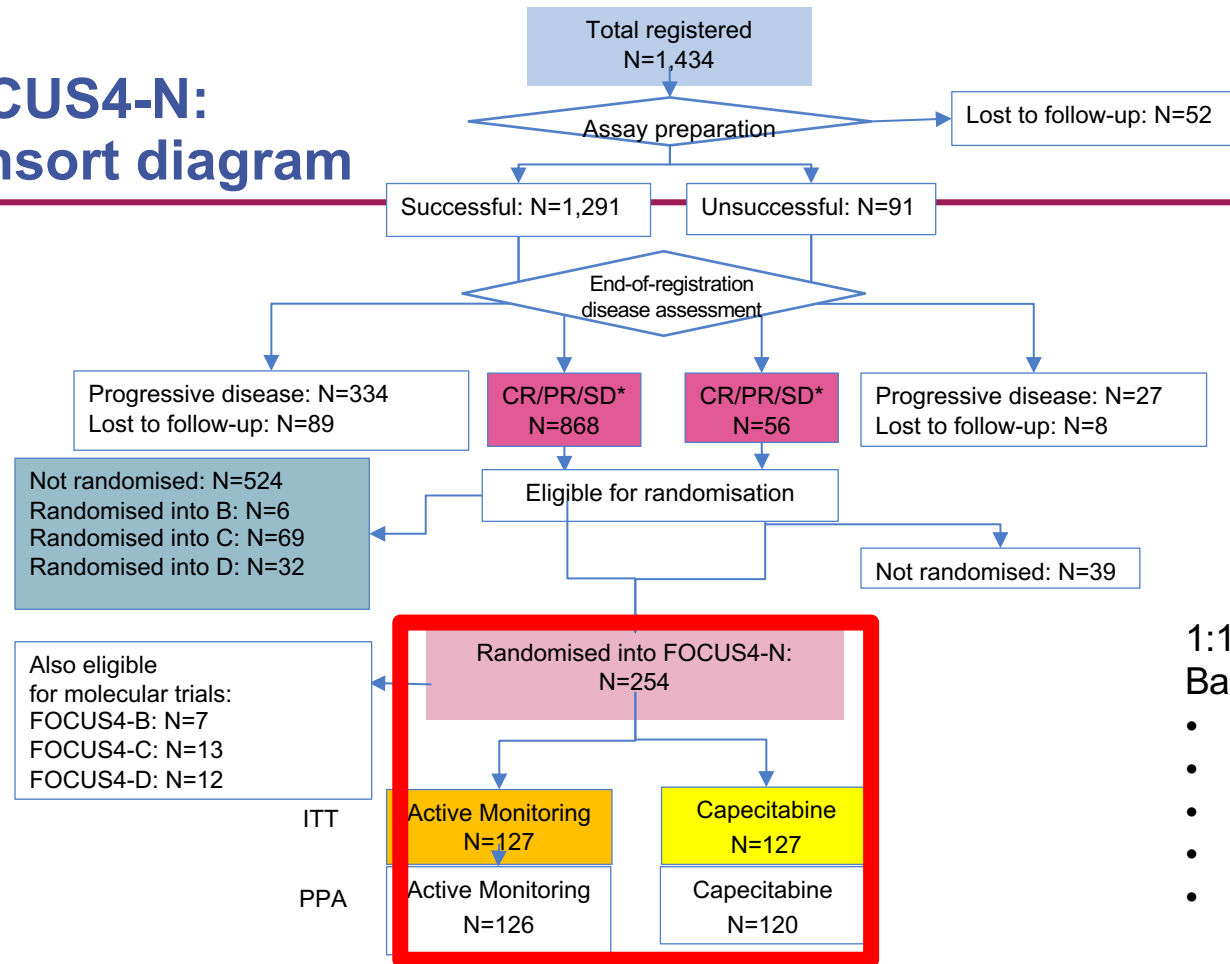 CUS4-N:
nsort diagram
Total registered
N=1,434
Assay preparation
Lost to follow-up: N=52
Successful: N=1,291
Unsuccessful: N=91
End-of-registration
disease assessment
Progressive disease: N=334
Lost to follow-up: N=89
CR/PR/SD*
N=868
CR/PR/SD*
N=56
Progressive disease: N=27
Lost to follow-up: N=8
Not randomised: N=524
Randomised into B: N=6
Randomised into C: N=69
Randomised into D: N=32
Eligible for randomisation
Not randomised: N=39
Also eligible
for molecular trials:
FOCUS4-B: N=7
FOCUS4-C: N=13
FOCUS4-D: N=12
Randomised into FOCUS4-N:
N=254
1:1
Ba
•
•
•
•
•
ITT
Active Monitoring
N=127
Capecitabine
N=127
PPA
Active Monitoring
N=126
Capecitabine
N=120